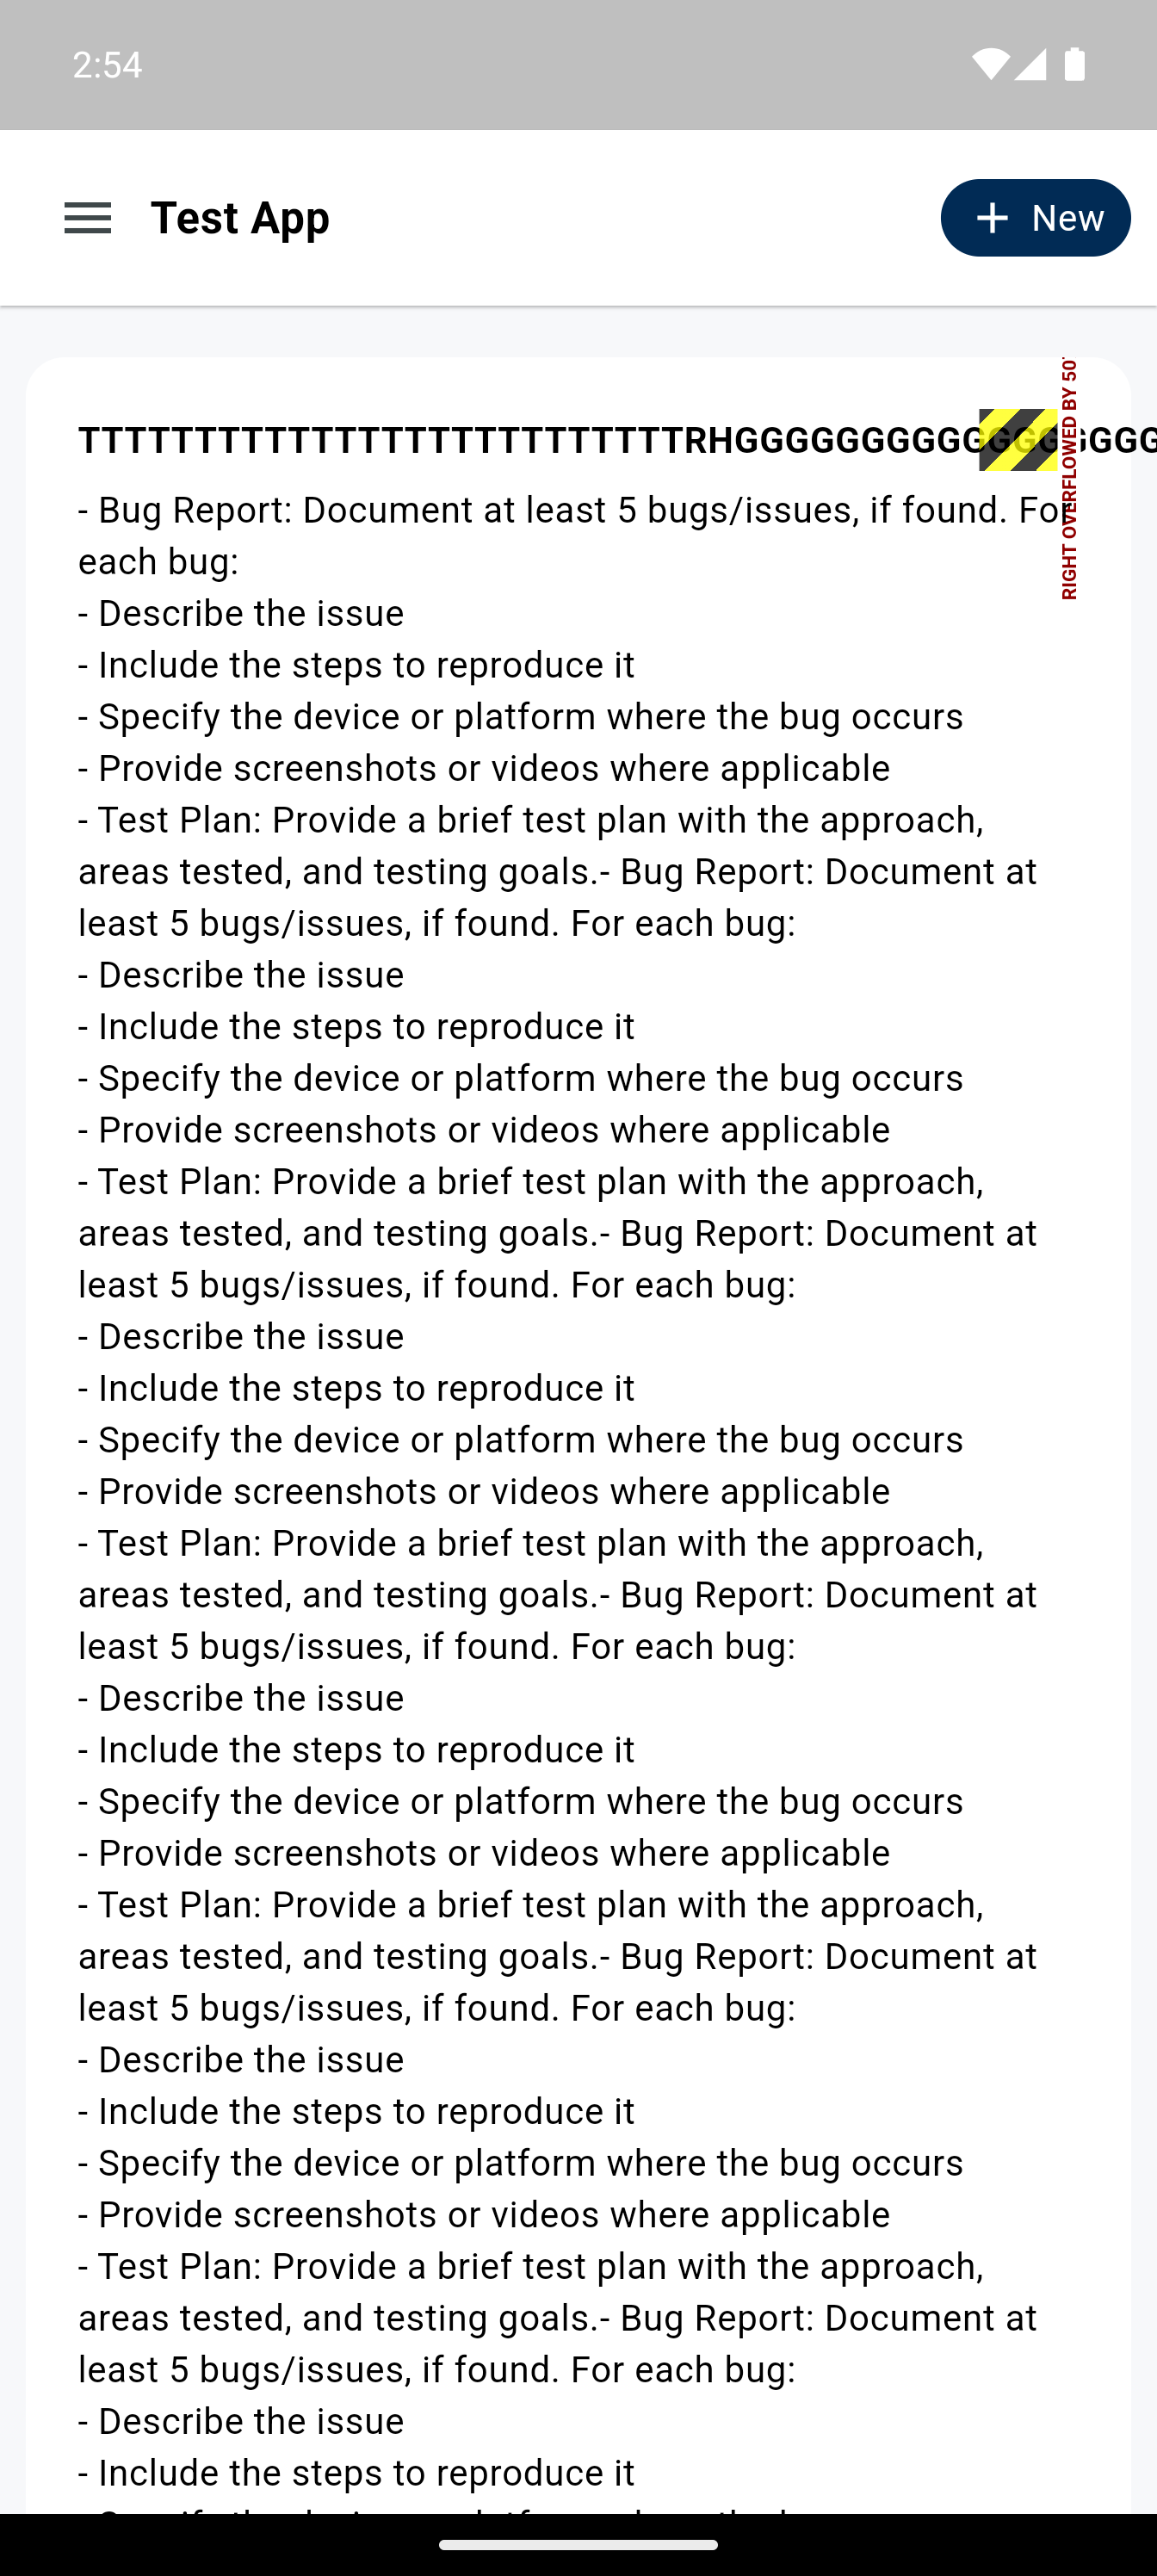 2:54
Test App
New
RIGHT OVERFLOWED BY 50
- Bug Report: Document at least 5 bugs/issues, if found. For
each bug:
- Describe the issue
- Include the steps to reproduce it
- Specify the device or platform where the bug occurs
- Provide screenshots or videos where applicable
- Test Plan: Provide a brief test plan with the approach,
areas tested, and testing goals.- Bug Report: Document at
least 5 bugs/issues, if found. For each bug:
- Describe the issue
- Include the steps to reproduce it
- Specify the device or platform where the bug occurs
- Provide screenshots or videos where applicable
- Test Plan: Provide a brief test plan with the approach,
areas tested, and testing goals.- Bug Report: Document at
least 5 bugs/issues, if found. For each bug:
- Describe the issue
- Include the steps to reproduce it
- Specify the device or platform where the bug occurs
- Provide screenshots or videos where applicable
- Test Plan: Provide a brief test plan with the approach,
areas tested, and testing goals.- Bug Report: Document at
least 5 bugs/issues, if found. For each bug:
- Describe the issue
- Include the steps to reproduce it
- Specify the device or platform where the bug occurs
- Provide screenshots or videos where applicable
- Test Plan: Provide a brief test plan with the approach,
areas tested, and testing goals.- Bug Report: Document at
least 5 bugs/issues, if found. For each bug:
- Describe the issue
- Include the steps to reproduce it
- Specify the device or platform where the bug occurs
- Provide screenshots or videos where applicable
- Test Plan: Provide a brief test plan with the approach,
areas tested, and testing goals.- Bug Report: Document at
least 5 bugs/issues, if found. For each bug:
- Describe the issue
- Include the steps to reproduce it